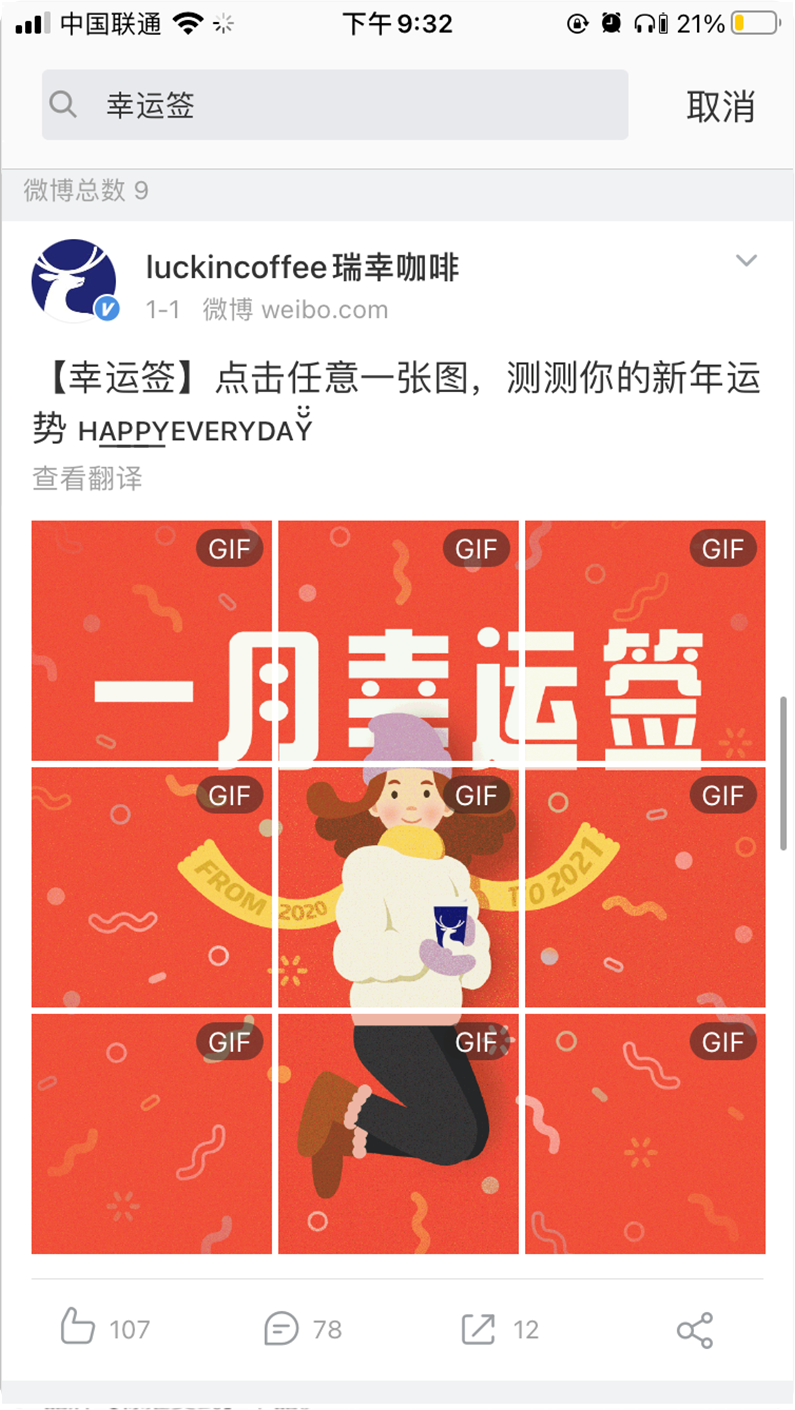 中国联通
下午9:32
21%
幸运签
取消
微博总数 9
luckincoffee瑞幸咖啡
1-1 微博 weibo.com
【幸运签】点击任意一张图，测测你的新年运
势 HAPPYEVERYDAY
查看翻译
GIF GIF GIF
一月幸运签
GIF GIF GIF
FROM 2020 TO 2021
GIF GIF GIF
107 78 12